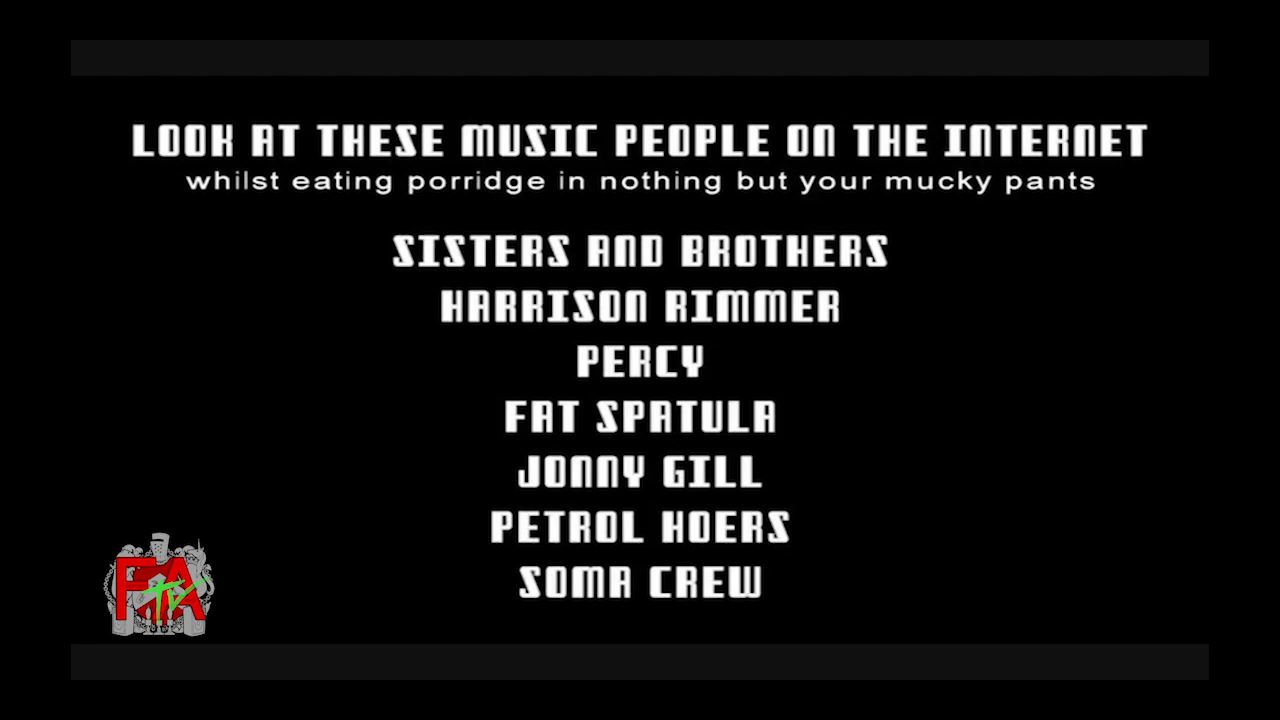 LOOK AT THESE MUSIC PEOPLE ON THE INTERNET
whilst eating porridge in nothing but your mucky pants
SISTERS AND BROTHERS
HARRISON RIMMER
PERCY
FAT SPATULA
JONNY GILL
PETROL HOERS
SOMA CREW
FATV